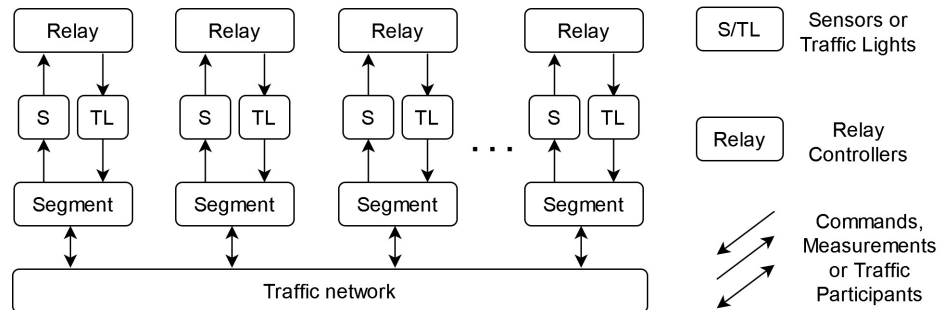 Relay Relay Relay Relay
S TL S TL S TL S TL
. . .
Segment Segment Segment Segment
Traffic network
S/TL
Sensors or
Traffic Lights
Relay
Relay
Controllers
Commands,
Measurements
or Traffic
Participants